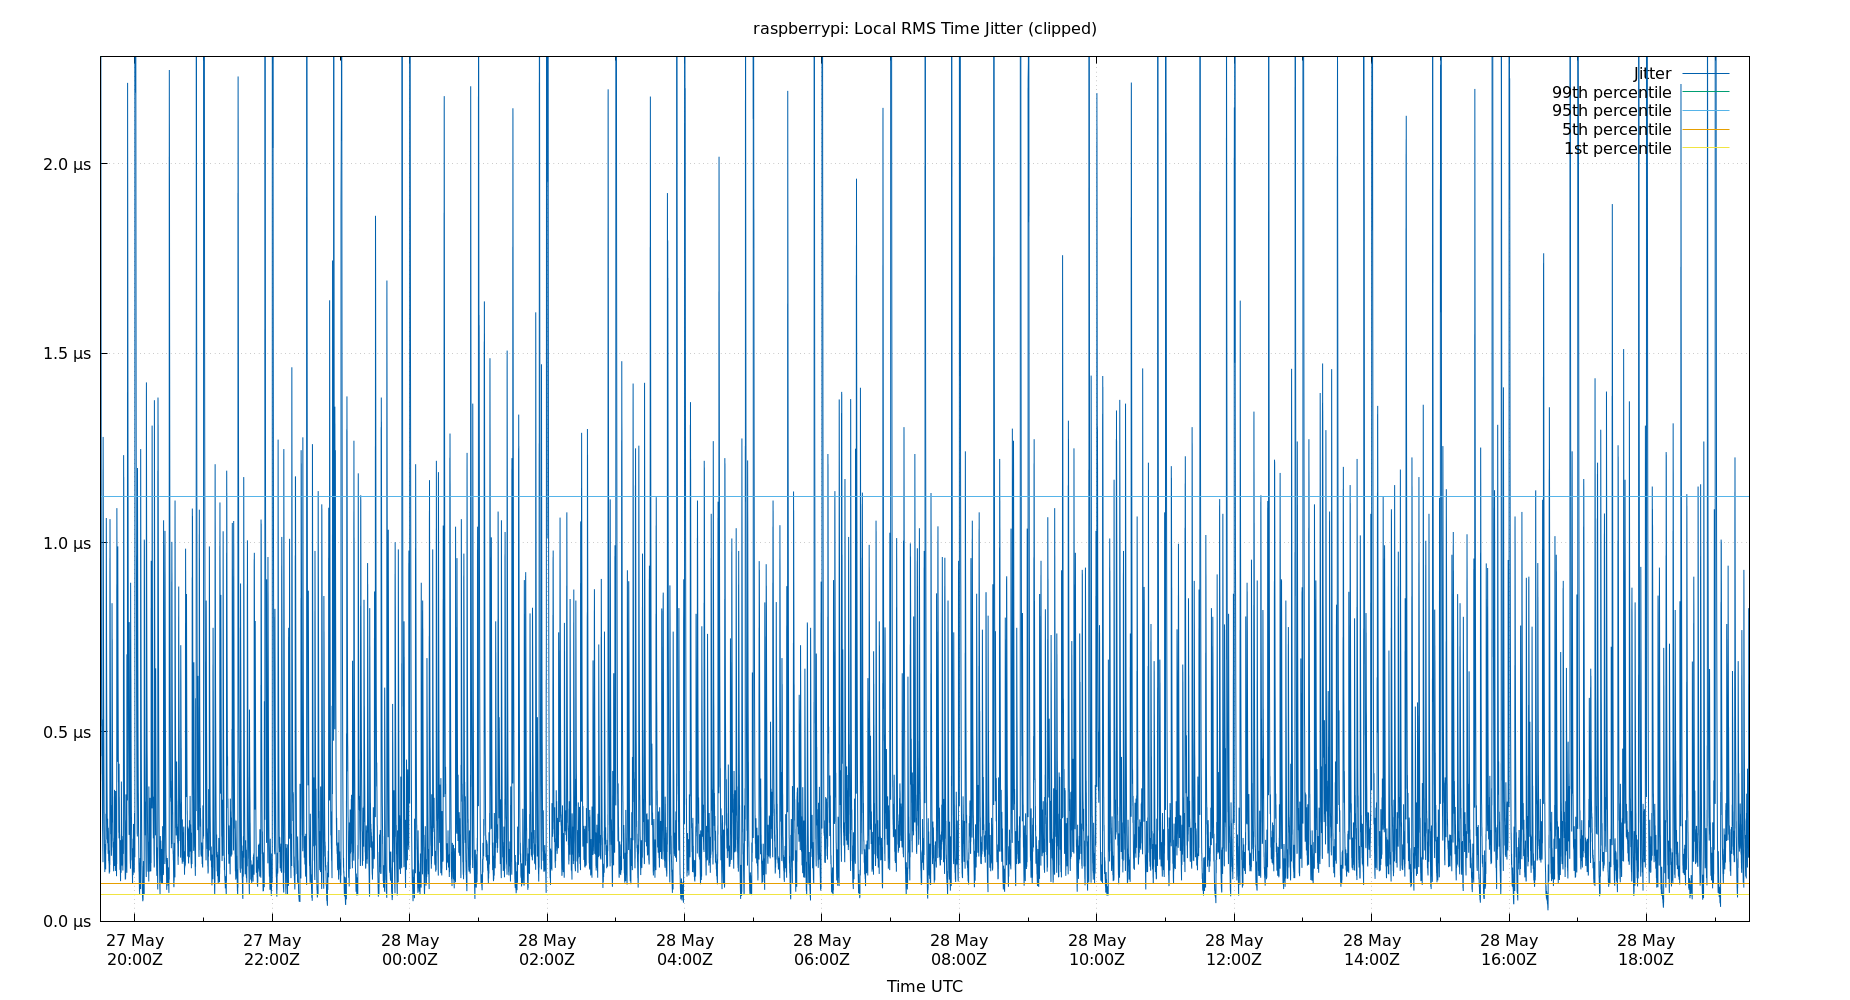 raspberrypi: Local RMS Time Jitter (clipped)
Jitter
99th percentile
95th percentile
5th percentile
1st percentile
2.0 µs
1.5 µs
1.0 µs
0.5 µs
0.0 µs
27 May 27 May 28 May 28 May 28 May 28 May 28 May 28 May 28 May 28 May 28 May 28 May
20:00Z 22:00Z 00:00Z 02:00Z 04:00Z 06:00Z 08:00Z 10:00Z 12:00Z 14:00Z 16:00Z 18:00Z
Time UTC